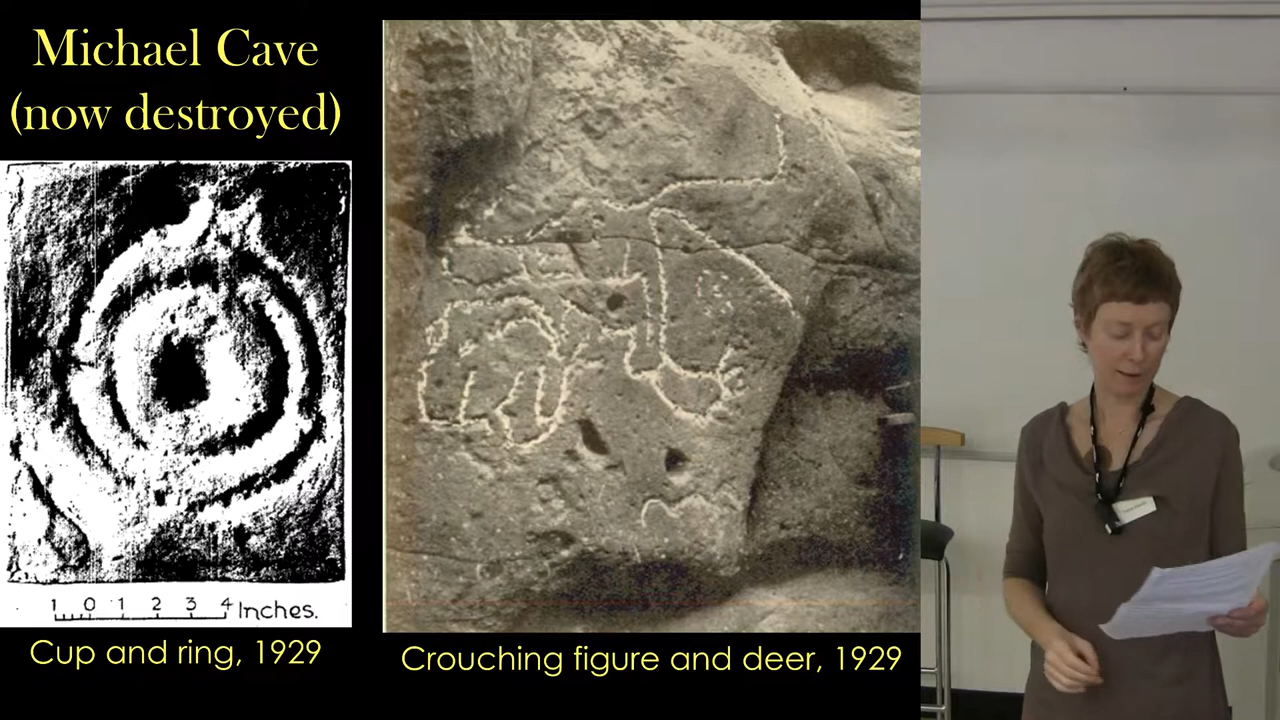 Michael Cave
(now destroyed)
1 0 1 2 3 4 Inches.
Cup and ring, 1929
Crouching figure and deer, 1929